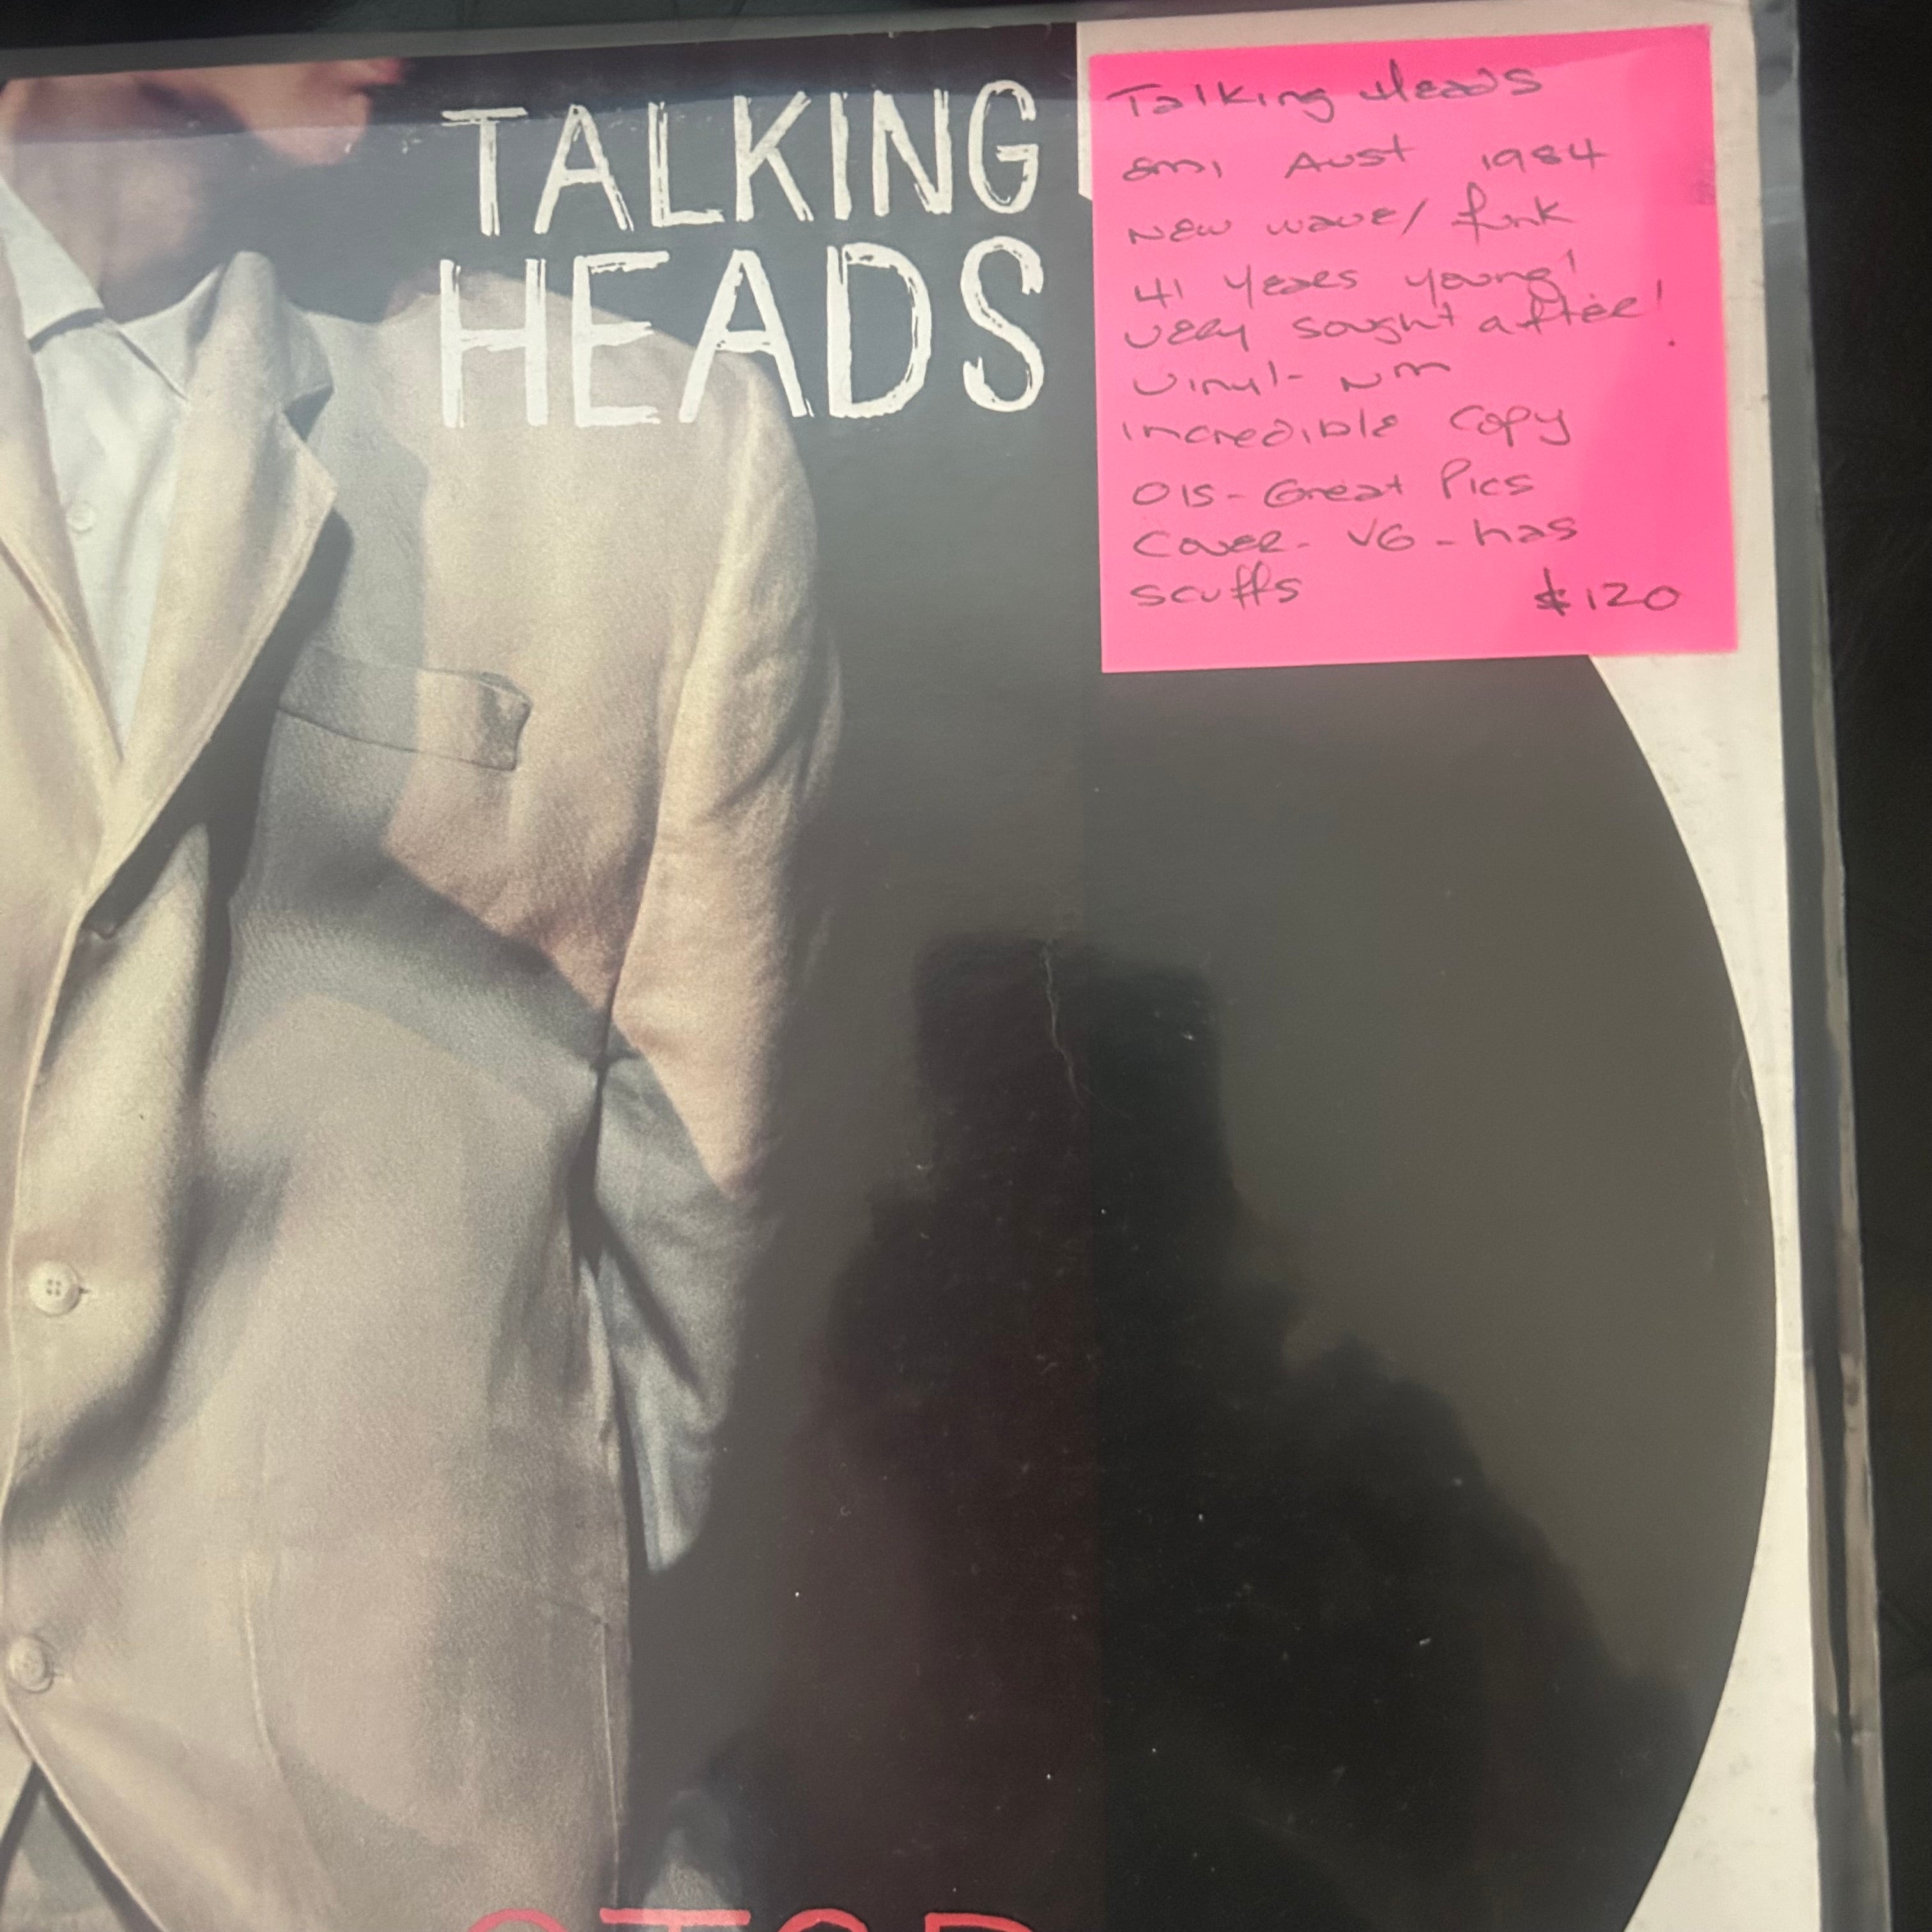 TALKING
HEADS
Talking Heads
EMI Aust 1984
New wave/ funk
41 years young!
very sought after!
Vinyl - NM
incredible copy
OIS - Great Pics
Cover - VG - has
scuffs $120
STOP